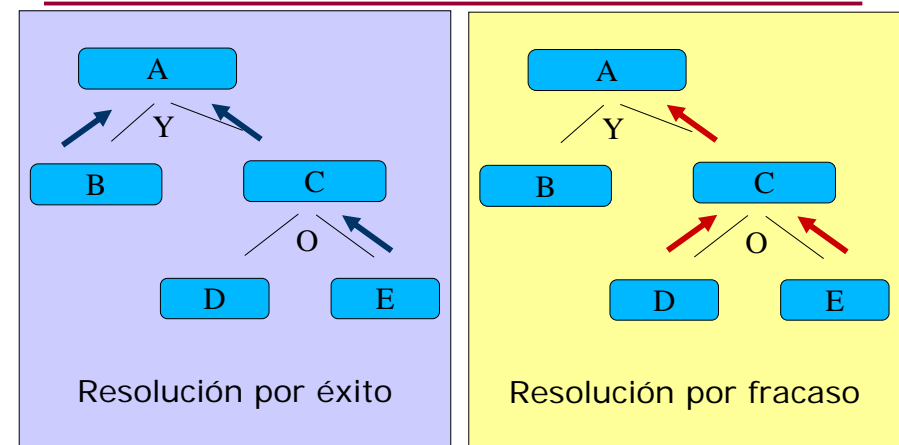 A
Y
B
C
O
D
E
Resolución por éxito
A
Y
B
C
O
D
E
Resolución por fracaso